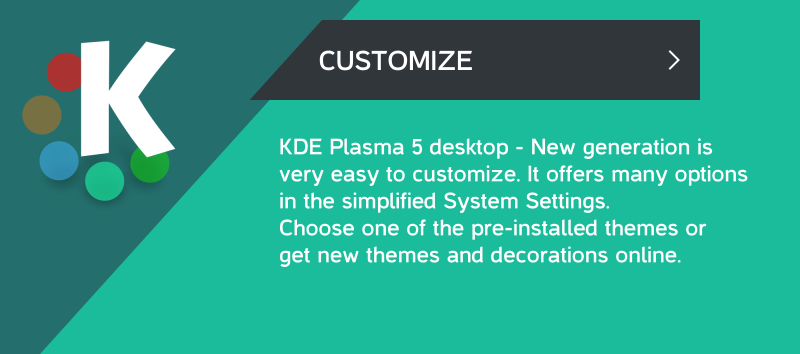 K
CUSTOMIZE
KDE Plasma 5 desktop - New generation is
very easy to customize. It offers many options
in the simplified System Settings.
Choose one of the pre-installed themes or
get new themes and decorations online.